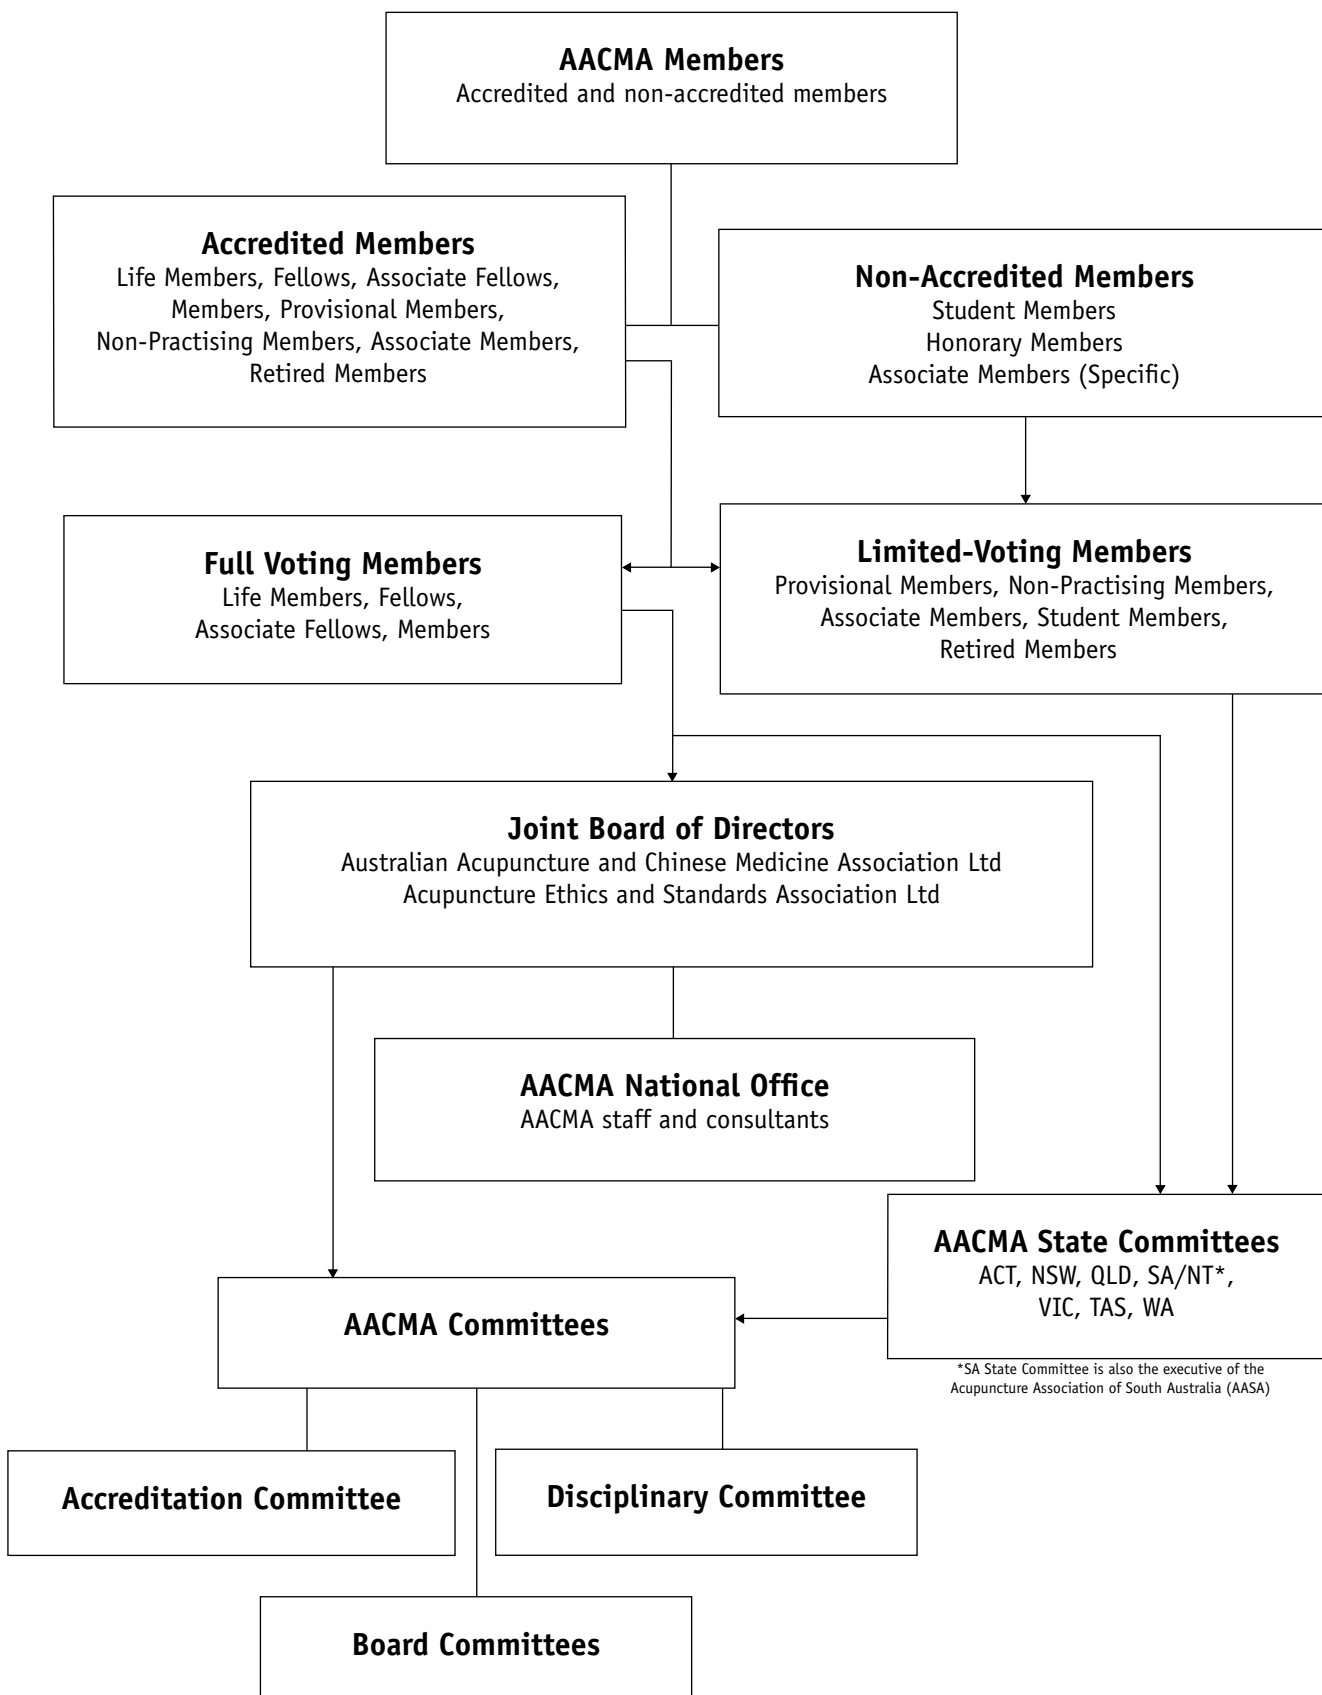 AACMA Members
Accredited and non-accredited members
Accredited Members
Life Members, Fellows, Associate Fellows,
Members, Provisional Members,
Non-Practising Members, Associate Members,
Retired Members
Non-Accredited Members
Student Members
Honorary Members
Associate Members (Specific)
Full Voting Members
Life Members, Fellows,
Associate Fellows, Members
Limited-Voting Members
Provisional Members, Non-Practising Members,
Associate Members, Student Members,
Retired Members
Joint Board of Directors
Australian Acupuncture and Chinese Medicine Association Ltd
Acupuncture Ethics and Standards Association Ltd
AACMA National Office
AACMA staff and consultants
AACMA State Committees
ACT, NSW, QLD, SA/NT*,
VIC, TAS, WA
*SA State Committee is also the executive of the
Acupuncture Association of South Australia (AASA)
AACMA Committees
Accreditation Committee
Disciplinary Committee
Board Committees